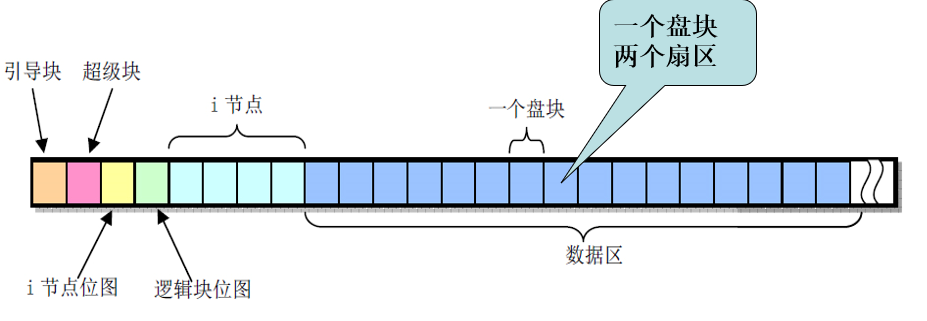 一个盘块
两个扇区
引导块
超级块
i 节点
一个盘块
数据区
i 节点位图
逻辑块位图